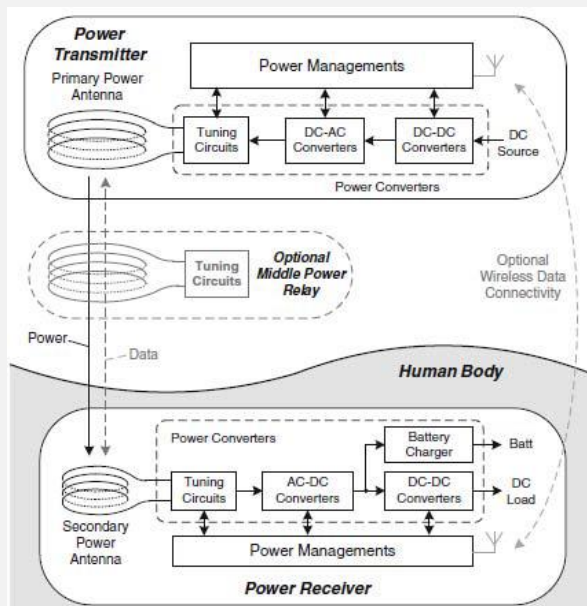 Power
Transmitter
Primary Power
Antenna
Power Managements
Tuning
Circuits
DC-AC
Converters
DC-DC
Converters
DC
Source
Power Converters
Tuning
Circuits
Optional
Middle Power
Relay
Optional
Wireless Data
Connectivity
Power
Data
Human Body
Power Converters
Battery
Charger
Batt
Tuning
Circuits
AC-DC
Converters
DC-DC
Converters
DC
Load
Secondary
Power
Antenna
Power Managements
Power Receiver